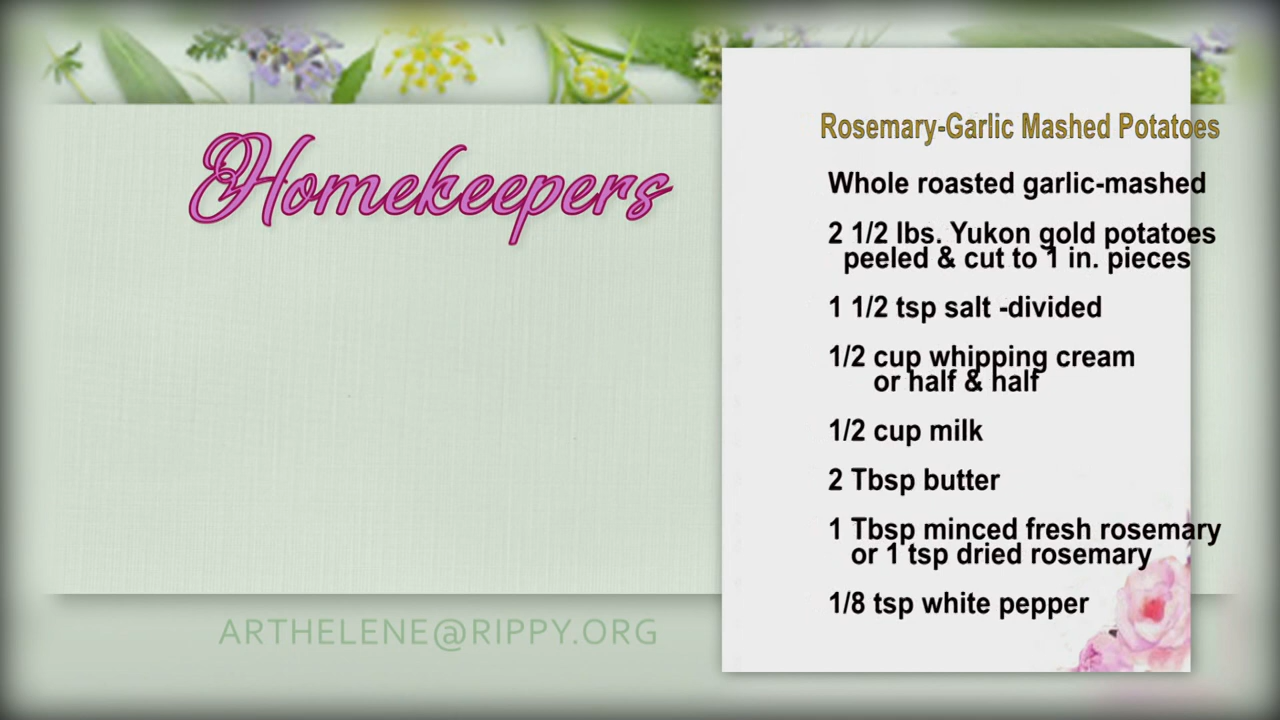 Homekeepers
ARTHELENE@RIPPY.ORG
Rosemary-Garlic Mashed Potatoes
Whole roasted garlic-mashed
2 1/2 lbs. Yukon gold potatoes
peeled & cut to 1 in. pieces
1 1/2 tsp salt -divided
1/2 cup whipping cream
or half & half
1/2 cup milk
2 Tbsp butter
1 Tbsp minced fresh rosemary
or 1 tsp dried rosemary
1/8 tsp white pepper